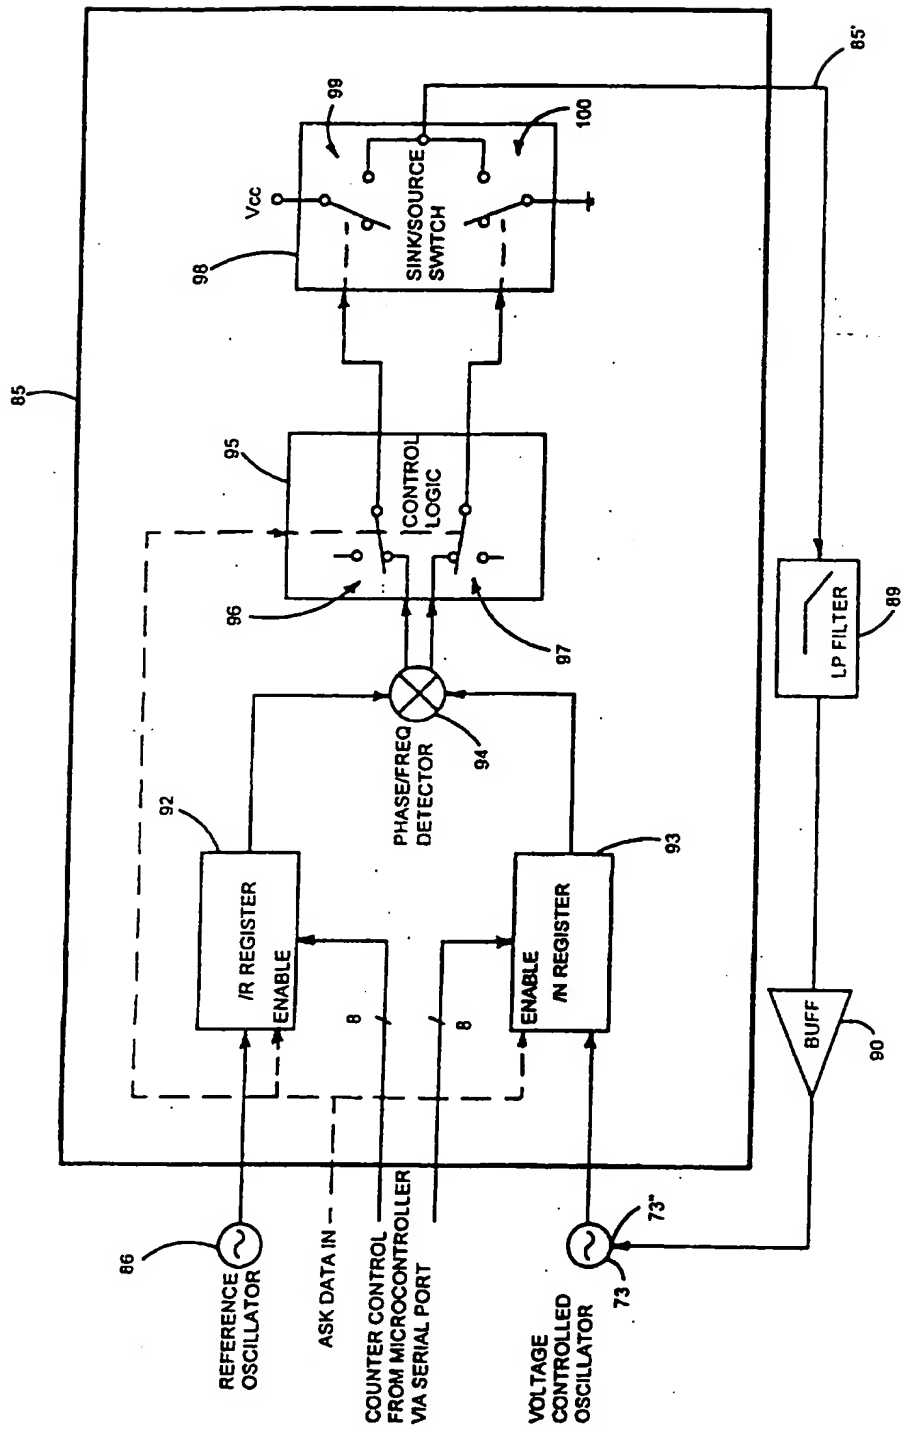 85
98
Vcc
99
SINK/SOURCE
SWITCH
100
85'
95
CONTROL
LOGIC
96
97
92
/R REGISTER
ENABLE
PHASE/FREQ
DETECTOR
94
ENABLE
/N REGISTER
93
8
8
LP FILTER
89
BUFF
90
86
REFERENCE
OSCILLATOR
ASK DATA IN
COUNTER CONTROL
FROM MICROCONTROLLER
VIA SERIAL PORT
VOLTAGE
CONTROLLED
OSCILLATOR
73
73"